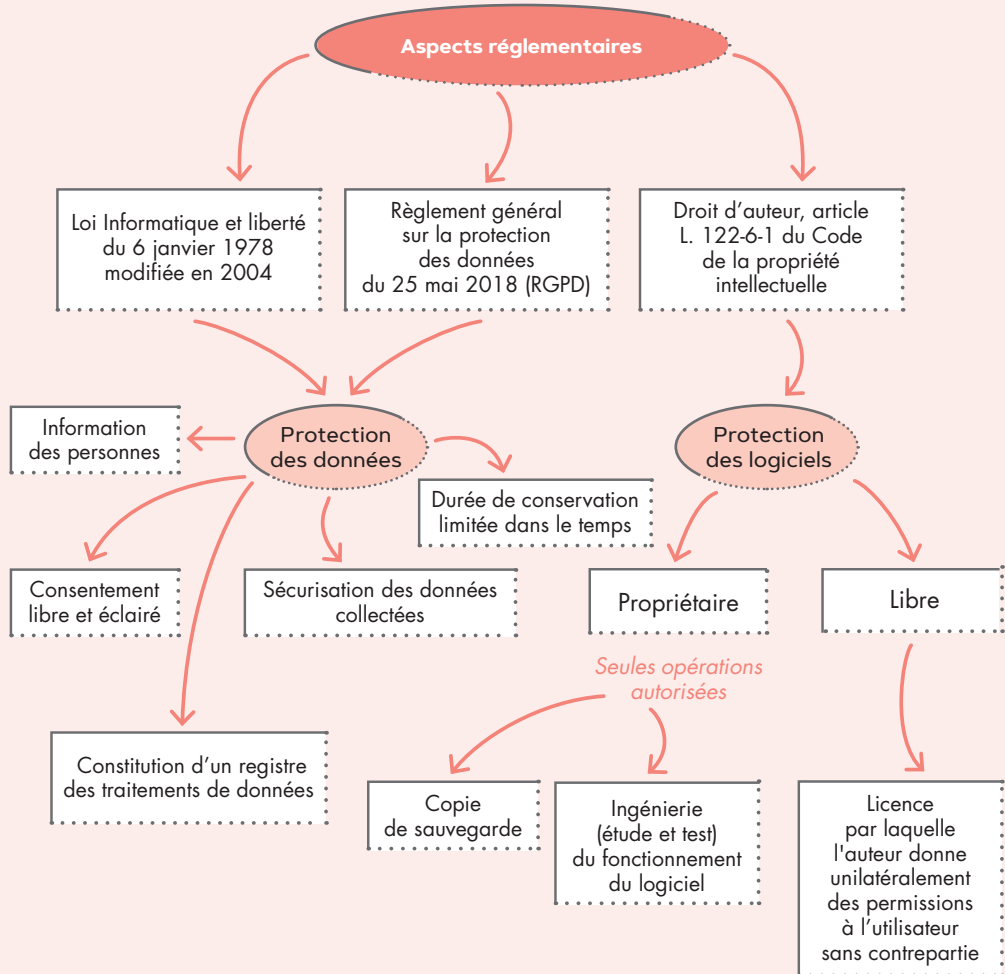 Aspects réglementaires
Loi Informatique et liberté
du 6 janvier 1978
modifiée en 2004
Règlement général
sur la protection
des données
du 25 mai 2018 (RGPD)
Droit d'auteur, article
L. 122-6-1 du Code
de la propriété
intellectuelle
Information
des personnes
Protection
des données
Protection
des logiciels
Durée de conservation
limitée dans le temps
Consentement
libre et éclairé
Sécurisation des données
collectées
Propriétaire
Libre
Seules opérations
autorisées
Constitution d'un registre
des traitements de données
Copie
de sauvegarde
Ingénierie
(étude et test)
du fonctionnement
du logiciel
Licence
par laquelle
l'auteur donne
unilatéralement
des permissions
à l'utilisateur
sans contrepartie